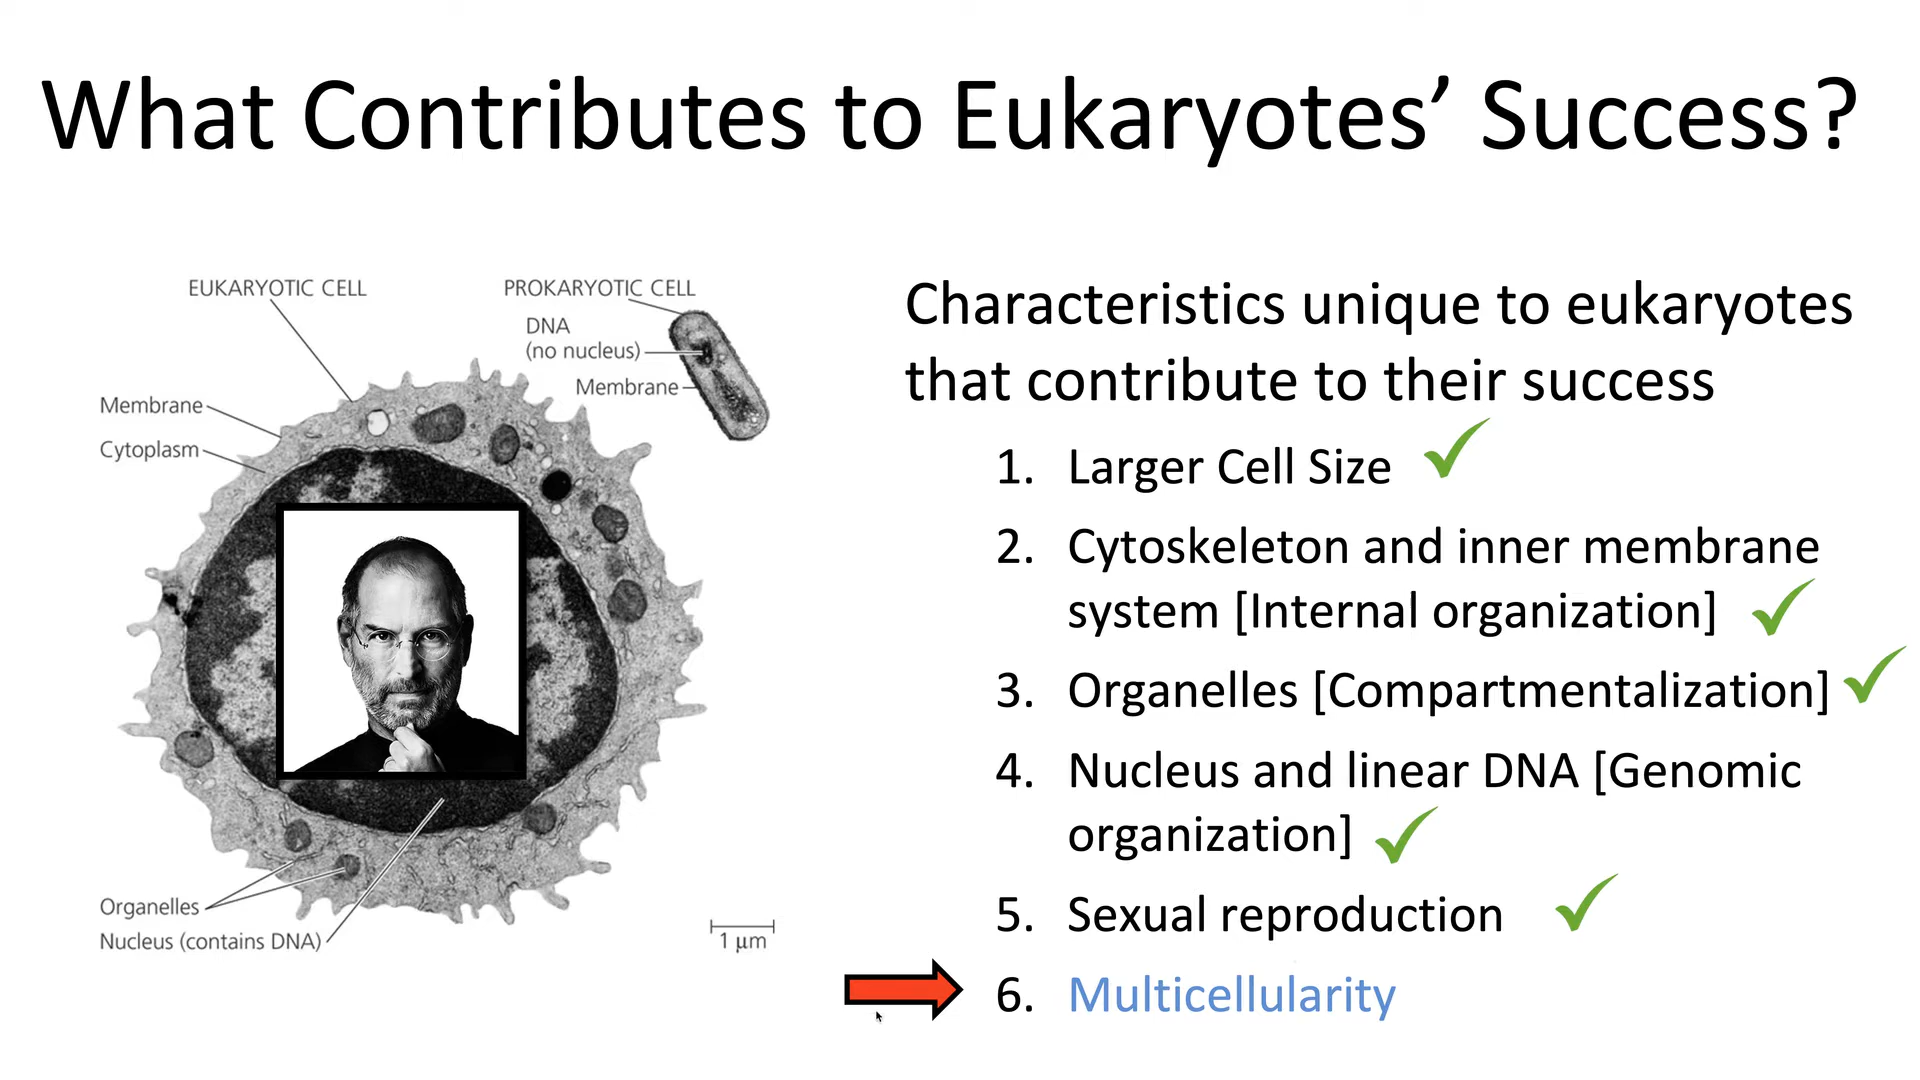 What Contributes to Eukaryotes’ Success?
EUKARYOTIC CELL
PROKARYOTIC CELL
DNA
(no nucleus)
Membrane
Membrane
Cytoplasm
Organelles
Nucleus (contains DNA)
1 µm
Characteristics unique to eukaryotes
that contribute to their success
1. Larger Cell Size
2. Cytoskeleton and inner membrane
system [Internal organization]
3. Organelles [Compartmentalization]
4. Nucleus and linear DNA [Genomic
organization]
5. Sexual reproduction
6. Multicellularity